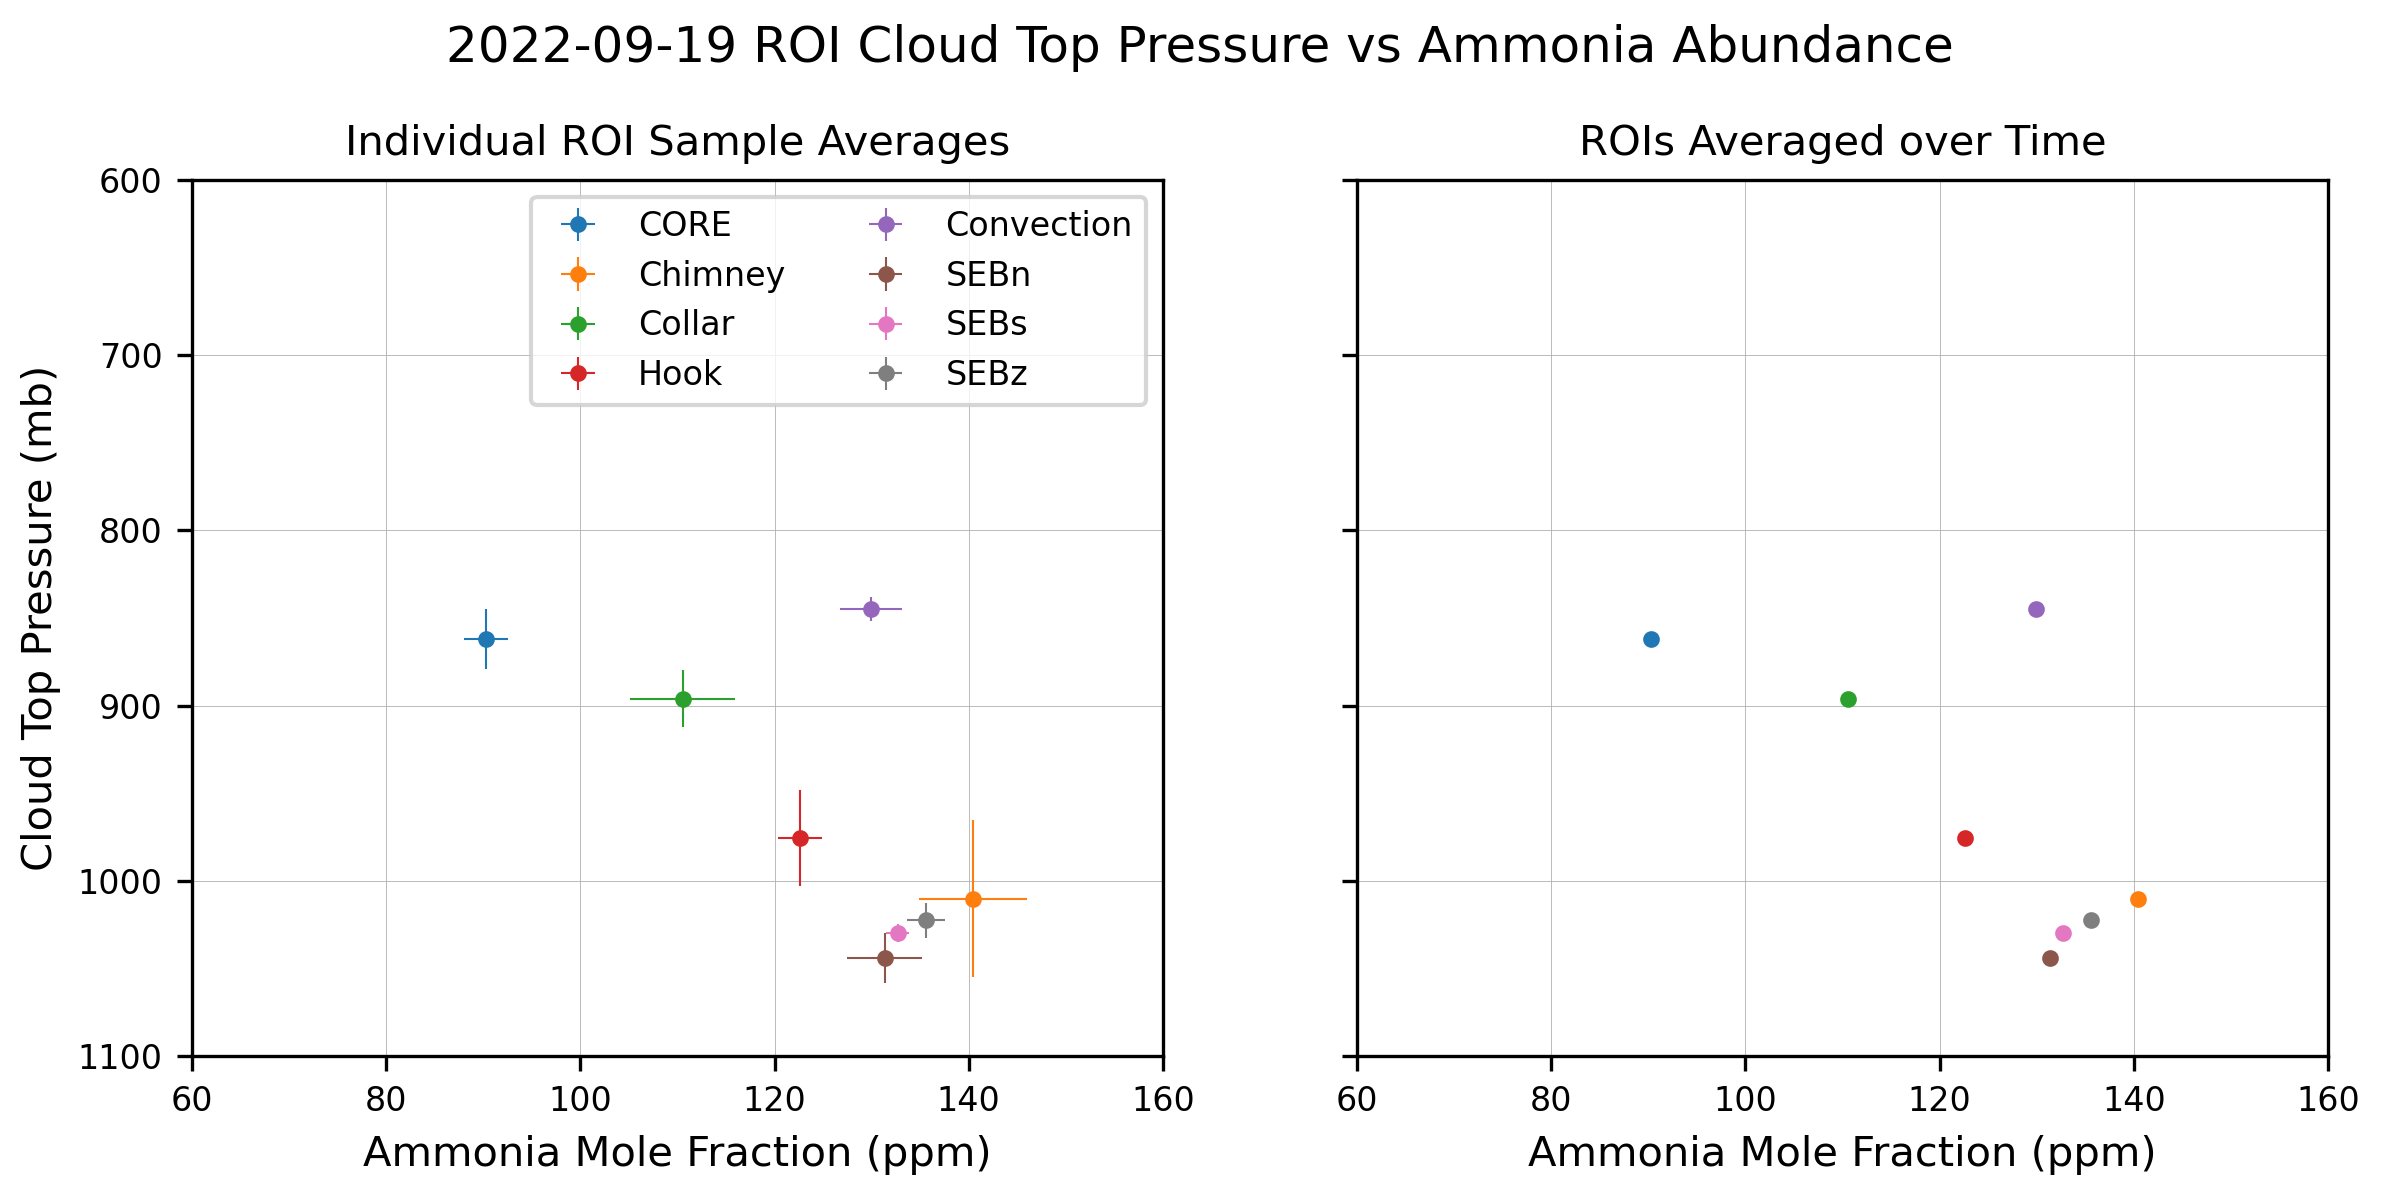 2022-09-19 ROI Cloud Top Pressure vs Ammonia Abundance
Individual ROI Sample Averages
CORE
Chimney
Collar
Hook
Convection
SEBn
SEBs
SEBz
600
700
800
900
1000
1100
Cloud Top Pressure (mb)
60 80 100 120 140 160
Ammonia Mole Fraction (ppm)
ROIs Averaged over Time
60 80 100 120 140 160
Ammonia Mole Fraction (ppm)